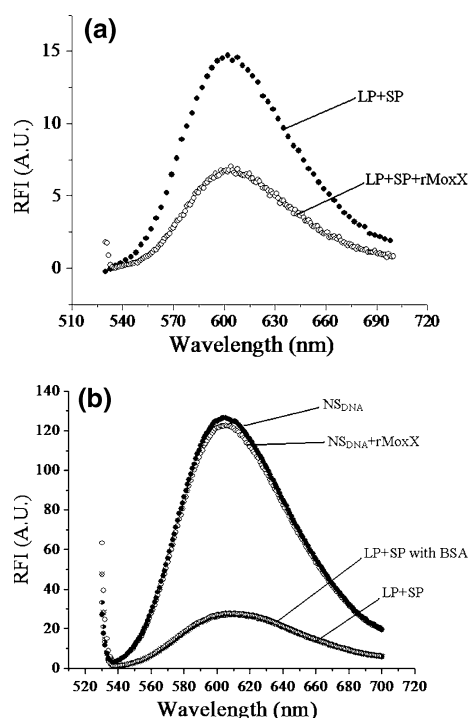 (a)
15
10
5
0
RFI (A.U.)
LP+SP
LP+SP+rMoxX
510 540 570 600 630 660 690 720
Wavelength (nm)
(b)
140
120
100
80
60
40
20
0
RFI (A.U.)
NSDNA
NSDNA+rMoxX
LP+SP with BSA
LP+SP
520 540 560 580 600 620 640 660 680 700 720
Wavelength (nm)